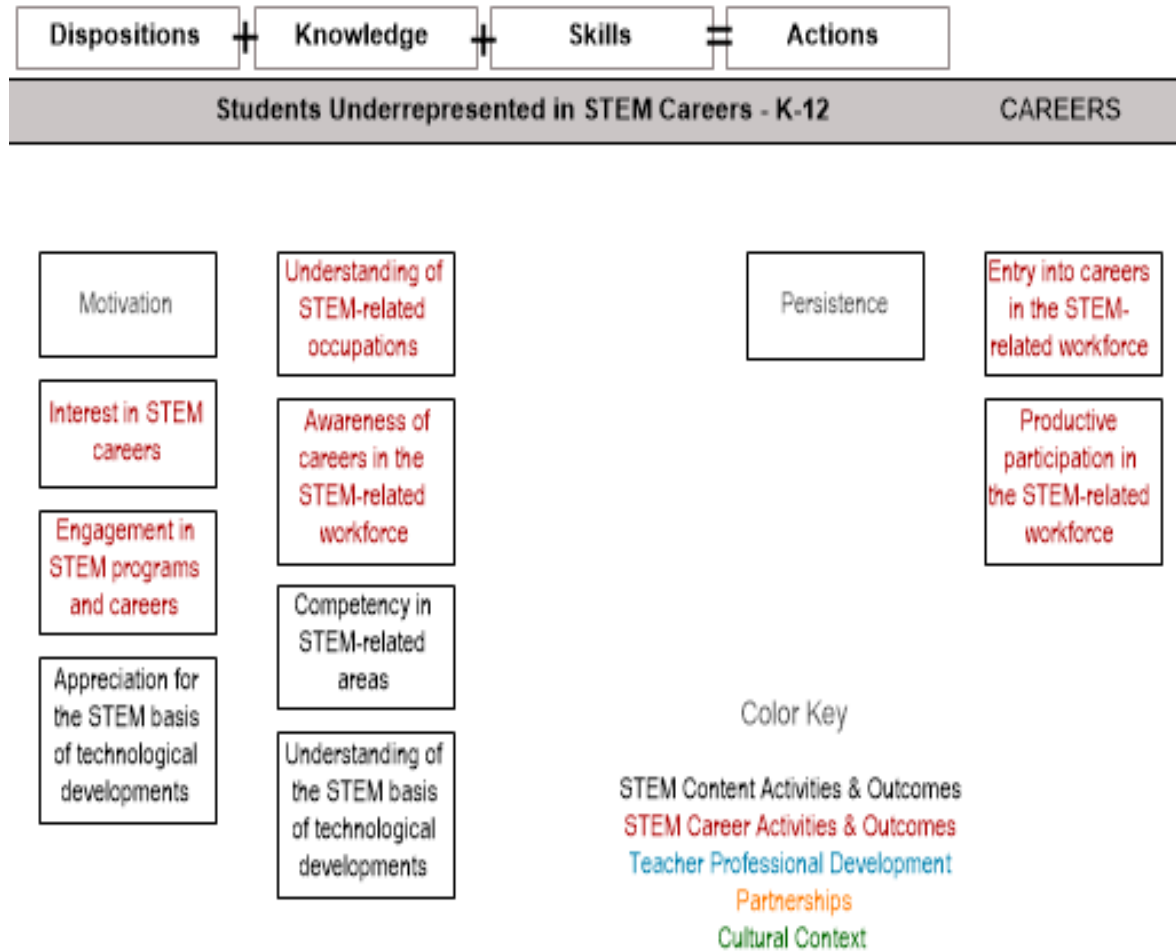 Dispositions + Knowledge + Skills = Actions
Students Underrepresented in STEM Careers - K-12 CAREERS
Motivation
Interest in STEM
careers
Engagement in
STEM programs
and careers
Appreciation for
the STEM basis
of technological
developments
Understanding of
STEM-related
occupations
Awareness of
careers in the
STEM-related
workforce
Competency in
STEM-related
areas
Understanding of
the STEM basis
of technological
developments
Persistence
Entry into careers
in the STEM-
related workforce
Productive
participation in
the STEM-related
workforce
Color Key
STEM Content Activities & Outcomes
STEM Career Activities & Outcomes
Teacher Professional Development
Partnerships
Cultural Context